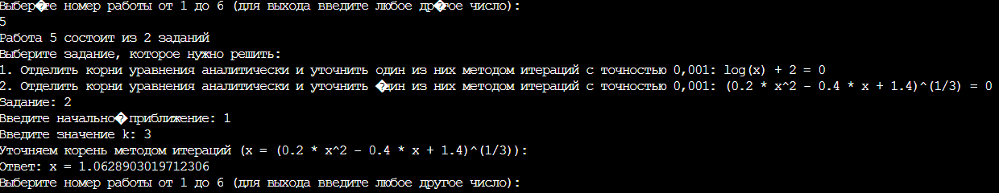 Выбер�те номер работы от 1 до 6 (для выхода введите любое др�гое число):
5
Работа 5 состоит из 2 заданий
Выберите задание, которое нужно решить:
1. Отделить корни уравнения аналитически и уточнить один из них методом итераций с точностью 0,001: log(x) + 2 = 0
2. Отделить корни уравнения аналитически и уточнить �дин из них методом итераций с точностью 0,001: (0.2 * x^2 - 0.4 * x + 1.4)^(1/3) = 0
Задание: 2
Введите начально� приближение: 1
Введите значение k: 3
Уточняем корень методом итераций (x = (0.2 * x^2 - 0.4 * x + 1.4)^(1/3)):
Ответ: x = 1.0628903019712306
Выберите номер работы от 1 до 6 (для выхода введите любое другое число):